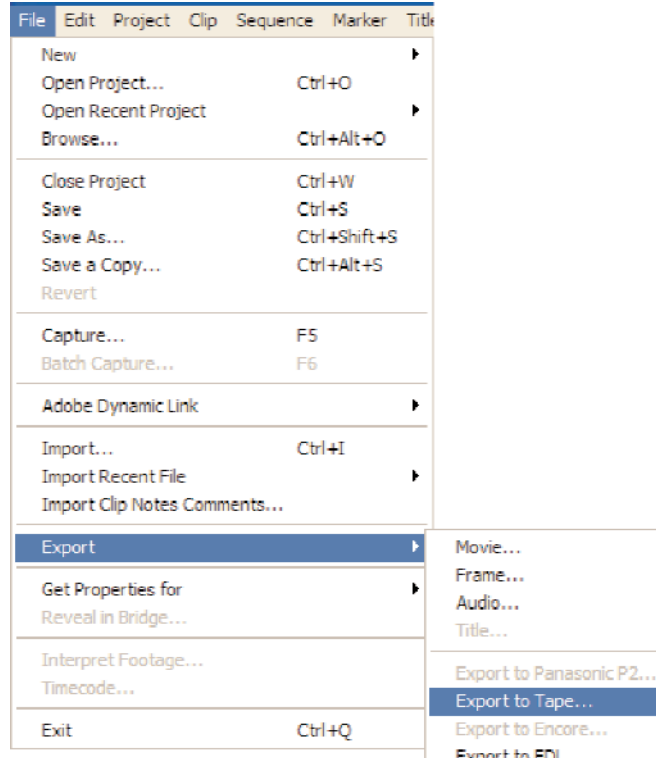 File Edit Project Clip Sequence Marker
New
Open Project... Ctrl+O
Open Recent Project
Browse... Ctrl+Alt+O
Close Project Ctrl+W
Save Ctrl+S
Save As... Ctrl+Shift+S
Save a Copy... Ctrl+Alt+S
Revert
Capture... F5
Batch Capture... F6
Adobe Dynamic Link
Import... Ctrl+I
Import Recent File
Import Clip Notes Comments...
Export
Get Properties for
Reveal in Bridge...
Interpret Footage...
Timecode...
Exit Ctrl+Q
Movie...
Frame...
Audio...
Title...
Export to Panasonic P2...
Export to Tape...
Export to Encore...
Export to EDL